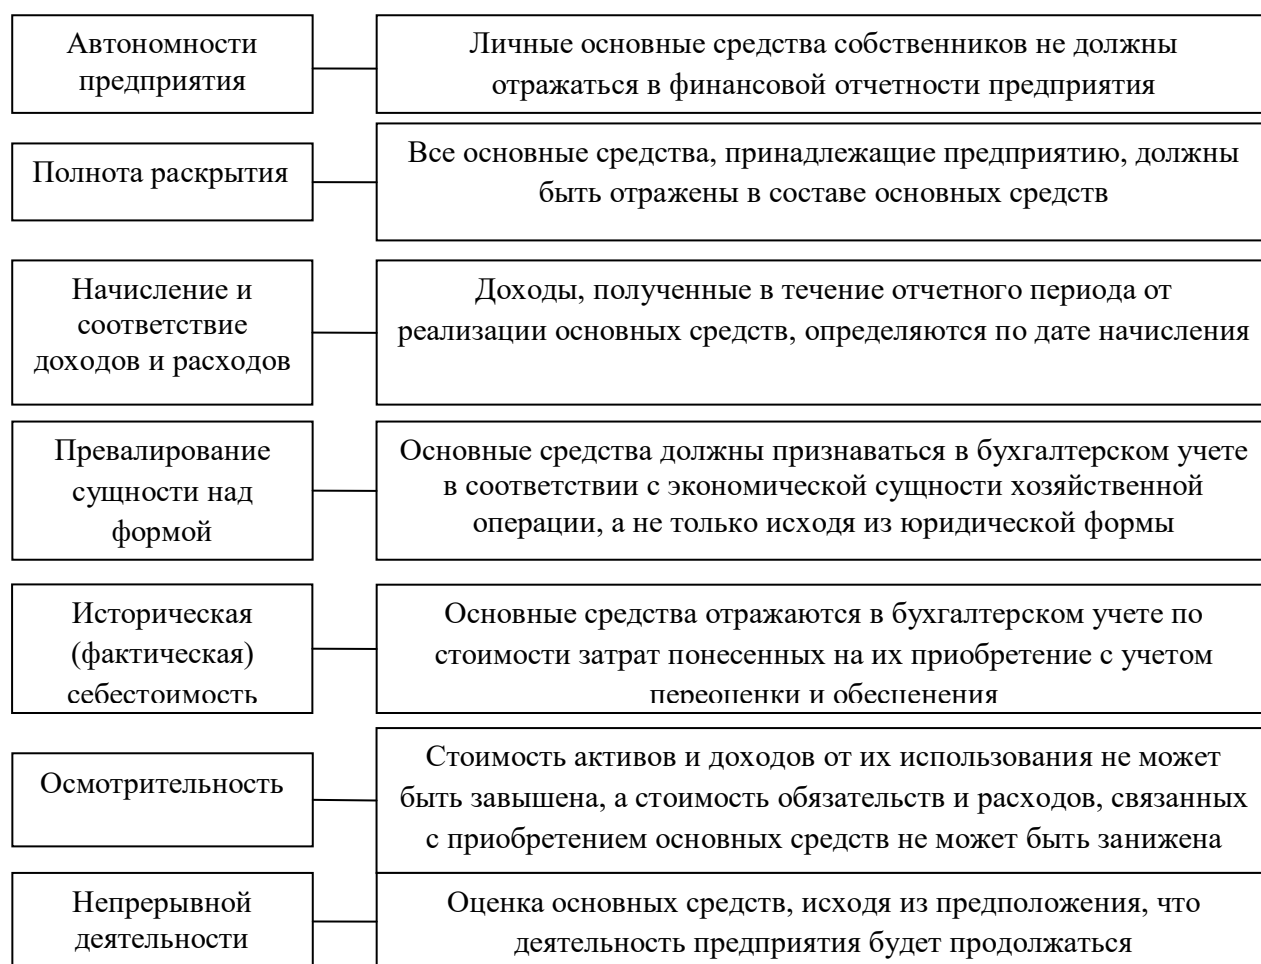 Автономности
предприятия
Личные основные средства собственников не должны
отражаться в финансовой отчетности предприятия
Полнота раскрытия
Все основные средства, принадлежащие предприятию, должны
быть отражены в составе основных средств
Начисление и
соответствие
доходов и расходов
Доходы, полученные в течение отчетного периода от
реализации основных средств, определяются по дате начисления
Превалирование
сущности над
формой
Основные средства должны признаваться в бухгалтерском учете
в соответствии с экономической сущности хозяйственной
операции, а не только исходя из юридической формы
Историческая
(фактическая)
себестоимость
Основные средства отражаются в бухгалтерском учете по
стоимости затрат понесенных на их приобретение с учетом
переоценки и обесценения
Осмотрительность
Стоимость активов и доходов от их использования не может
быть завышена, а стоимость обязательств и расходов, связанных
с приобретением основных средств не может быть занижена
Непрерывной
деятельности
Оценка основных средств, исходя из предположения, что
деятельность предприятия будет продолжаться